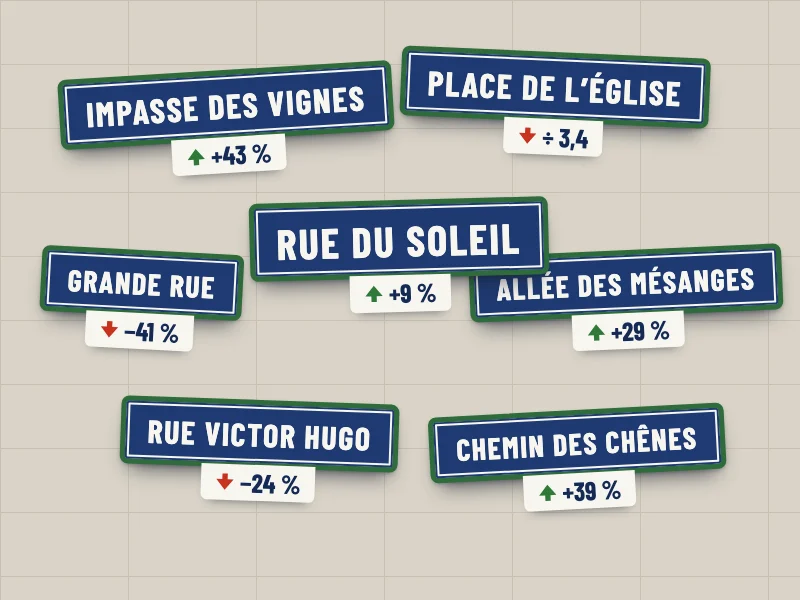 IMPASSE DES VIGNES
+43 %
PLACE DE L’ÉGLISE
÷ 3,4
RUE DU SOLEIL
+9 %
GRANDE RUE
–41 %
ALLÉE DES MÉSANGES
+29 %
RUE VICTOR HUGO
–24 %
CHEMIN DES CHÊNES
+39 %